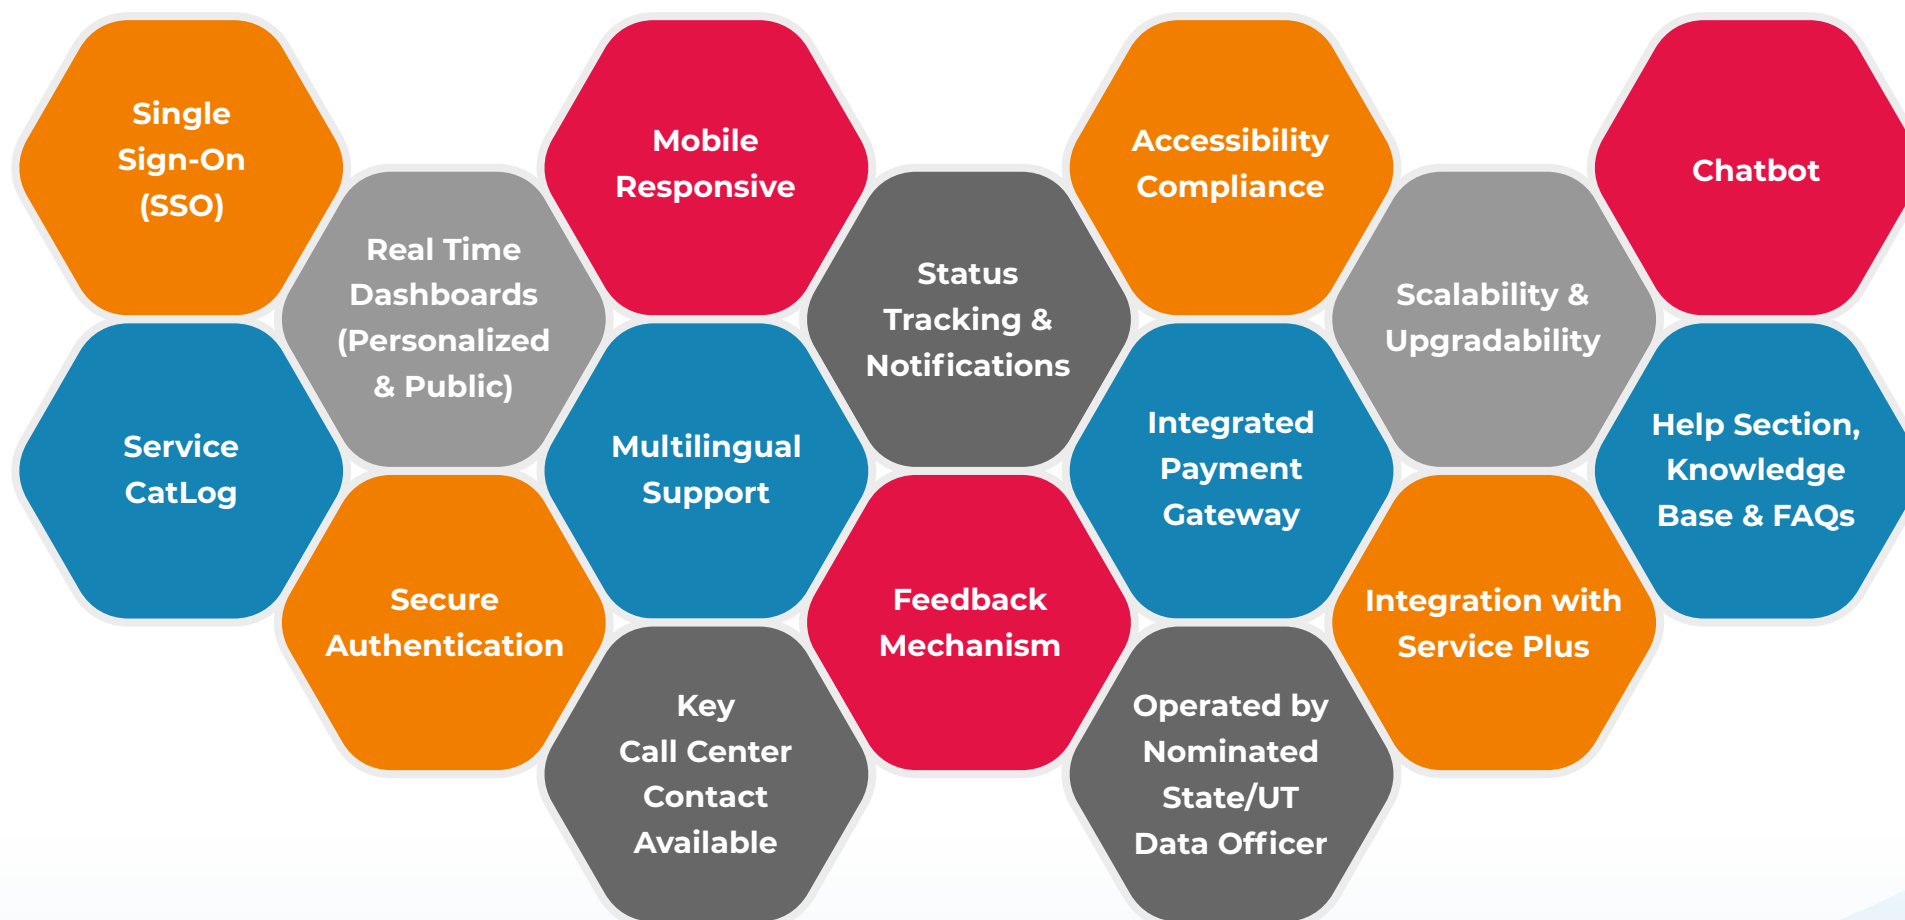 Single
Sign-On
(SSO)
Mobile
Responsive
Accessibility
Compliance
Chatbot
Real Time
Dashboards
(Personalized
& Public)
Status
Tracking &
Notifications
Scalability &
Upgradability
Service
CatLog
Multilingual
Support
Integrated
Payment
Gateway
Help Section,
Knowledge
Base & FAQs
Secure
Authentication
Feedback
Mechanism
Integration with
Service Plus
Key
Call Center
Contact
Available
Operated by
Nominated
State/UT
Data Officer